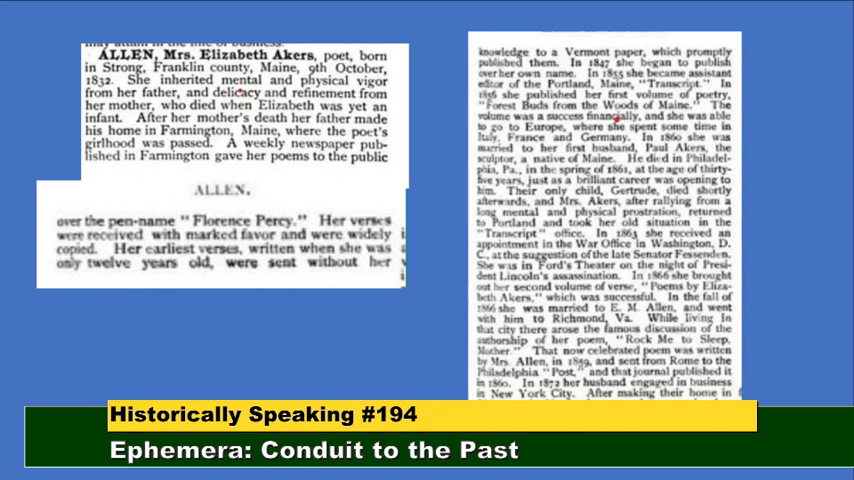 ALLEN, Mrs. Elizabeth Akers, poet, born
in Strong, Franklin county, Maine, 9th October,
1832. She inherited mental and physical vigor
from her father, and delicacy and refinement from
her mother, who died when Elizabeth was yet an
infant. After her mother's death her father made
his home in Farmington, Maine, where the poet's
girlhood was passed. A weekly newspaper pub-
lished in Farmington gave her poems to the public
ALLEN.
over the pen-name "Florence Percy." Her verses
were received with marked favor and were widely
copied. Her earliest verses, written when she was
only twelve years old, were sent without her
knowledge to a Vermont paper, which promptly
published them. In 1847 she began to publish
over her own name. In 1855 she became assistant
editor of the Portland, Maine, "Transcript." In
1856 she published her first volume of poetry,
"Forest Buds from the Woods of Maine." The
volume was a success financially, and she was able
to go to Europe, where she spent some time in
Italy, France and Germany. In 1860 she was
married to her first husband, Paul Akers, the
sculptor, a native of Maine. He died in Philadel-
phia, Pa., in the spring of 1861, at the age of thirty-
five years, just as a brilliant career was opening to
him. Their only child, Gertrude, died shortly
afterwards, and Mrs. Akers, after rallying from a
long mental and physical prostration, returned
to Portland and took her old situation in the
"Transcript" office. In 1863 she received an
appointment in the War Office in Washington, D.
C., at the suggestion of the late Senator Fessenden.
She was in Ford's Theater on the night of Presi-
dent Lincoln's assassination. In 1866 she brought
out her second volume of verse, "Poems by Eliza-
beth Akers," which was successful. In the fall of
1866 she was married to E. M. Allen, and went
with him to Richmond, Va. While living in
that city there arose the famous discussion of the
authorship of her poem, "Rock Me to Sleep,
Mother." That now celebrated poem was written
by Mrs. Allen, in 1859, and sent from Rome to the
Philadelphia "Post," and that journal published it
in 1860. In 1872 her husband engaged in business
in New York City. After making their home in
Historically Speaking #194
Ephemera: Conduit to the Past